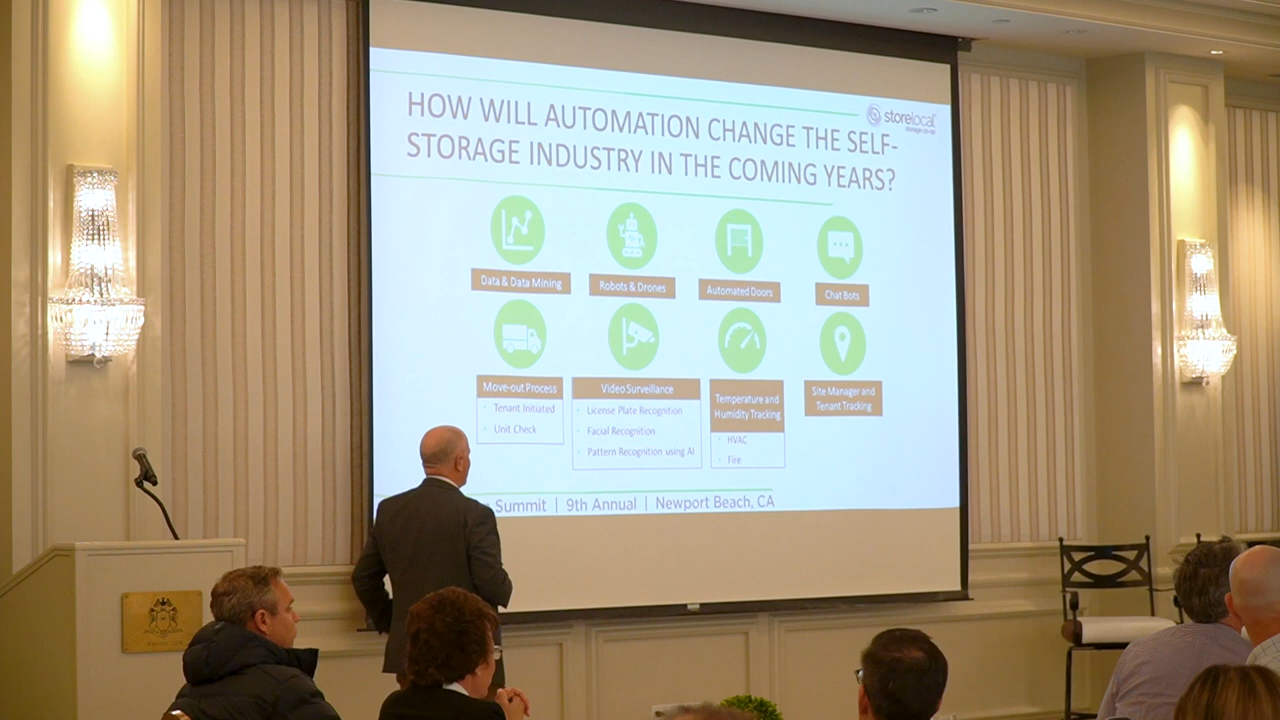 HOW WILL AUTOMATION CHANGE THE SELF-
STORAGE INDUSTRY IN THE COMING YEARS?
storelocal
storage co-op
Data & Data Mining
Robots & Drones
Automated Doors
Chat Bots
Move-out Process
- Tenant Initiated
- Unit Check
Video Surveillance
- License Plate Recognition
- Facial Recognition
- Pattern Recognition using AI
Temperature and
Humidity Tracking
- HVAC
- Fire
Site Manager and
Tenant Tracking
Summit | 9th Annual | Newport Beach, CA